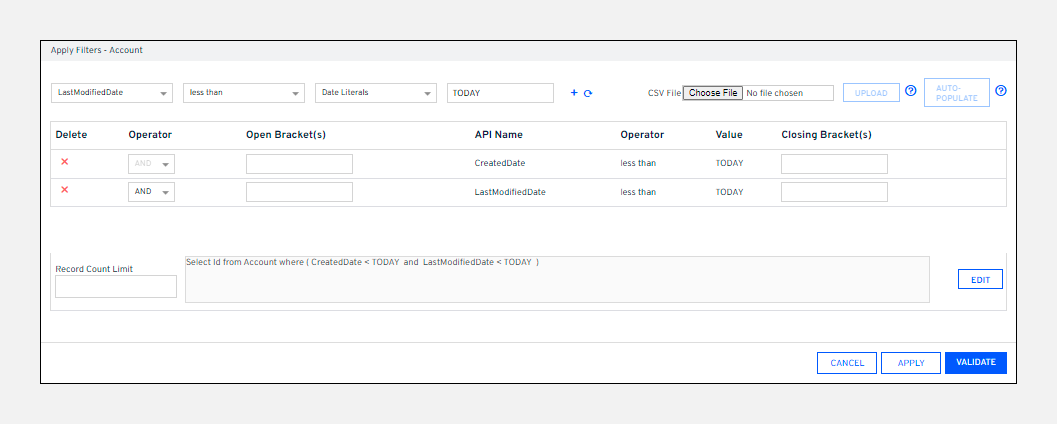 Apply Filters - Account
LastModifiedDate less than Date Literals TODAY + CSV File Choose File No file chosen UPLOAD ? AUTO-POPULATE ?
Delete Operator Open Bracket(s) API Name Operator Value Closing Bracket(s)
AND CreatedDate less than TODAY
AND LastModifiedDate less than TODAY
Select Id from Account where ( CreatedDate < TODAY and LastModifiedDate < TODAY )
Record Count Limit
EDIT
CANCEL APPLY VALIDATE